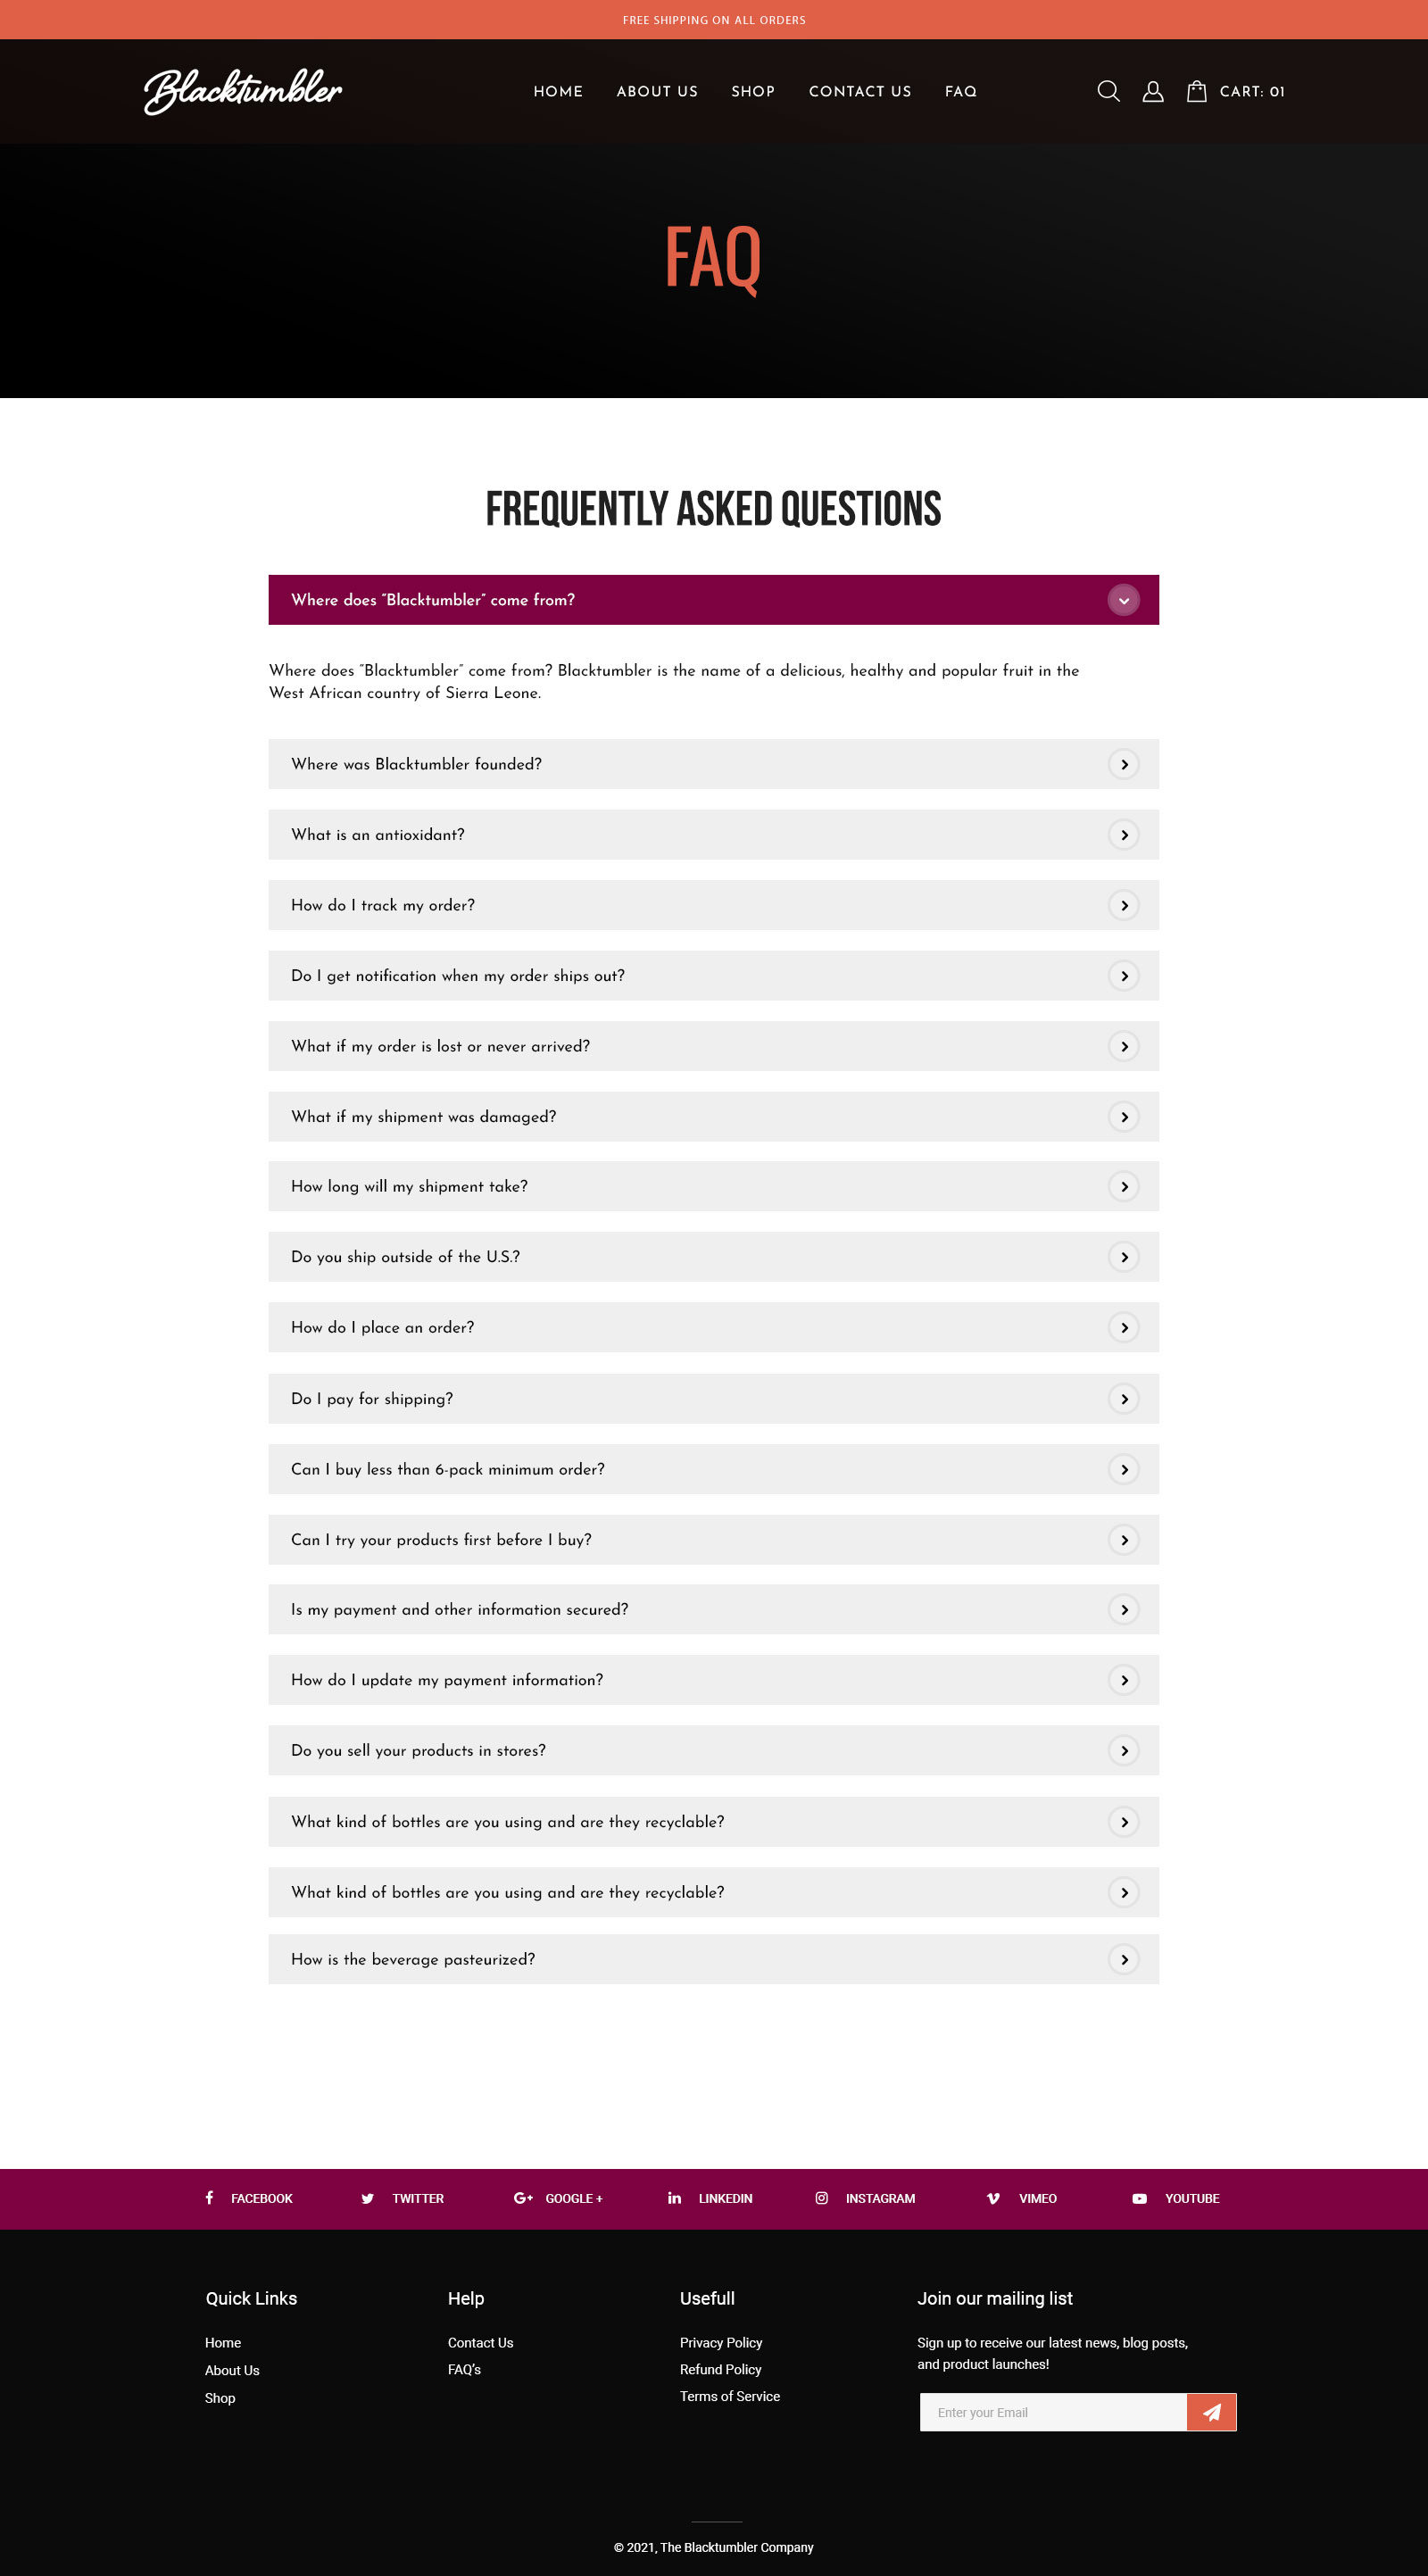 FREE SHIPPING ON ALL ORDERS
Blacktumbler
HOME ABOUT US SHOP CONTACT US FAQ
CART: 01
FAQ
FREQUENTLY ASKED QUESTIONS
Where does “Blacktumbler” come from?
Where does “Blacktumbler” come from? Blacktumbler is the name of a delicious, healthy and popular fruit in the
West African country of Sierra Leone.
Where was Blacktumbler founded?
What is an antioxidant?
How do I track my order?
Do I get notification when my order ships out?
What if my order is lost or never arrived?
What if my shipment was damaged?
How long will my shipment take?
Do you ship outside of the U.S.?
How do I place an order?
Do I pay for shipping?
Can I buy less than 6-pack minimum order?
Can I try your products first before I buy?
Is my payment and other information secured?
How do I update my payment information?
Do you sell your products in stores?
What kind of bottles are you using and are they recyclable?
What kind of bottles are you using and are they recyclable?
How is the beverage pasteurized?
FACEBOOK TWITTER GOOGLE + LINKEDIN INSTAGRAM VIMEO YOUTUBE
Quick Links
Home
About Us
Shop
Help
Contact Us
FAQ’s
Usefull
Privacy Policy
Refund Policy
Terms of Service
Join our mailing list
Sign up to receive our latest news, blog posts,
and product launches!
Enter your Email
© 2021, The Blacktumbler Company